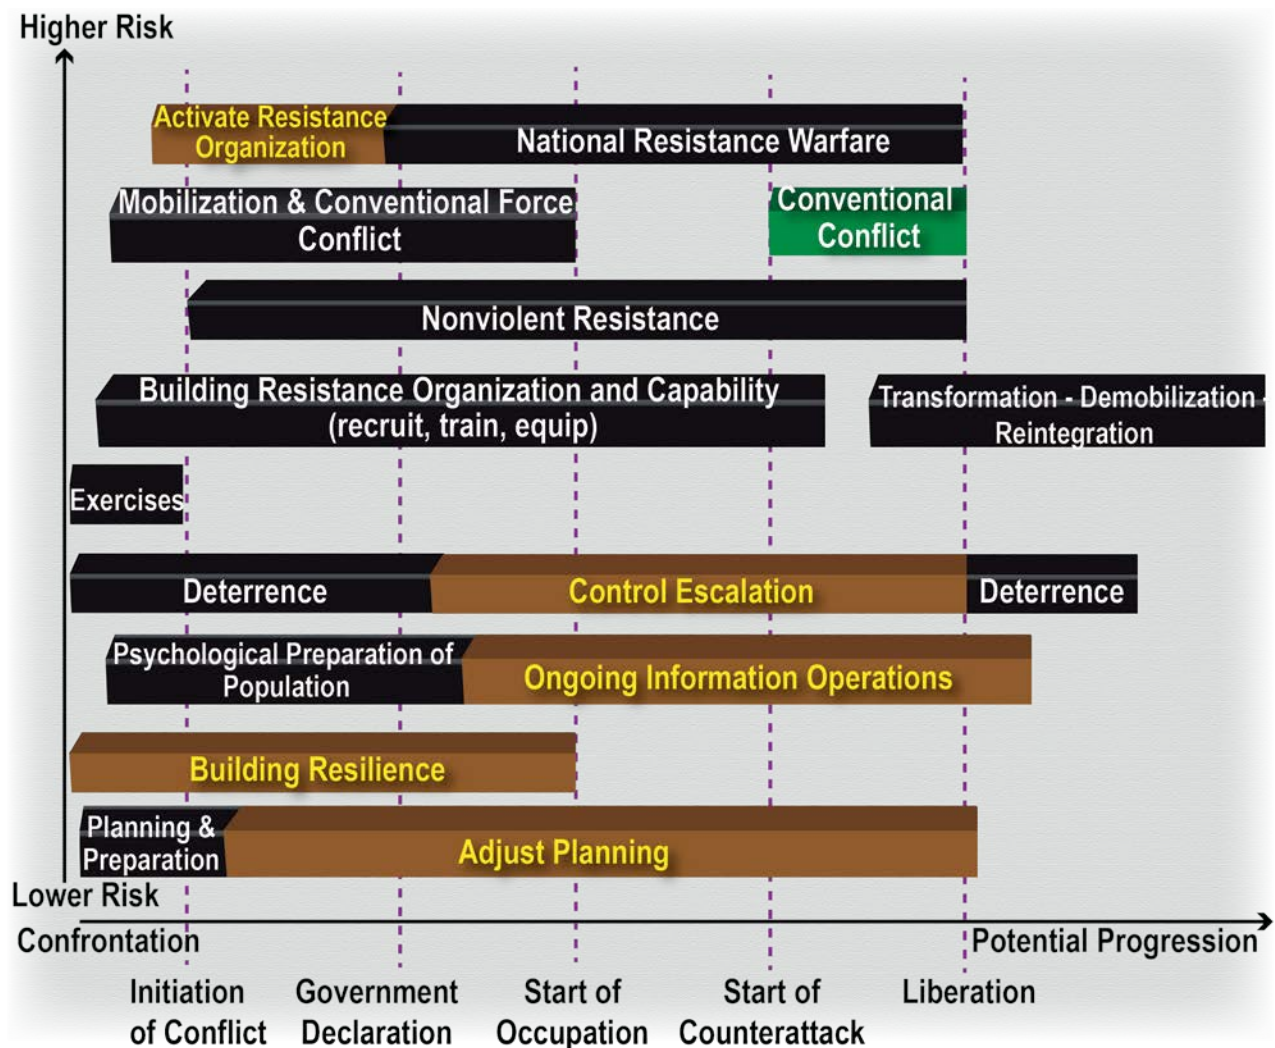 Higher Risk
Activate Resistance
Organization
National Resistance Warfare
Mobilization & Conventional Force
Conflict
Conventional
Conflict
Nonviolent Resistance
Building Resistance Organization and Capability
(recruit, train, equip)
Transformation - Demobilization -
Reintegration
Exercises
Deterrence
Control Escalation
Deterrence
Psychological Preparation of
Population
Ongoing Information Operations
Building Resilience
Planning &
Preparation
Adjust Planning
Lower Risk
Confrontation
Potential Progression
Initiation
of Conflict
Government
Declaration
Start of
Occupation
Start of
Counterattack
Liberation